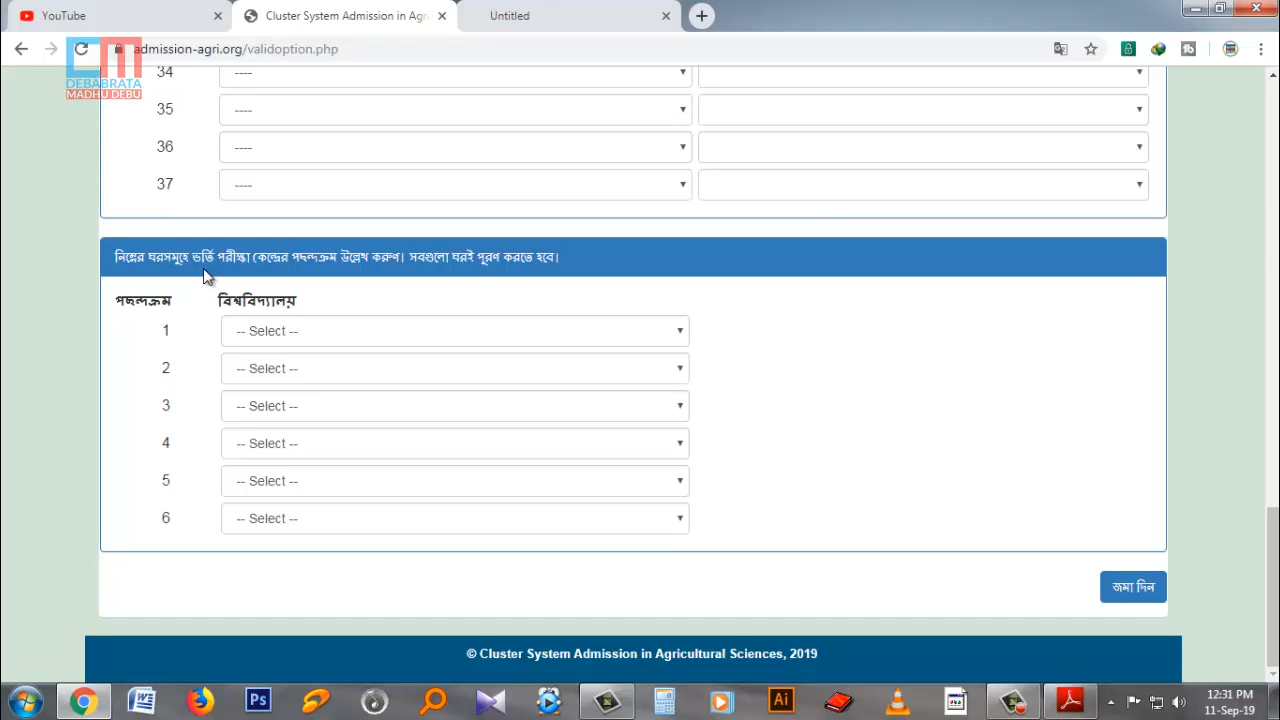 YouTube
Cluster System Admission in Agr
Untitled
admission-agri.org/validoption.php
DEBABRATA
MADHU DEBU
34 ----
35 ----
36 ----
37 ----
নিম্নের ঘরসমুহে ভর্তি পরীক্ষা কেন্দ্রের পছন্দক্রম উল্লেখ করুণ। সবগুলো ঘরই পূরণ করতে হবে।
পছন্দক্রম বিশ্ববিদ্যালয়
1 -- Select --
2 -- Select --
3 -- Select --
4 -- Select --
5 -- Select --
6 -- Select --
জমা দিন
© Cluster System Admission in Agricultural Sciences, 2019
Ps
Ai
12:31 PM
11-Sep-19